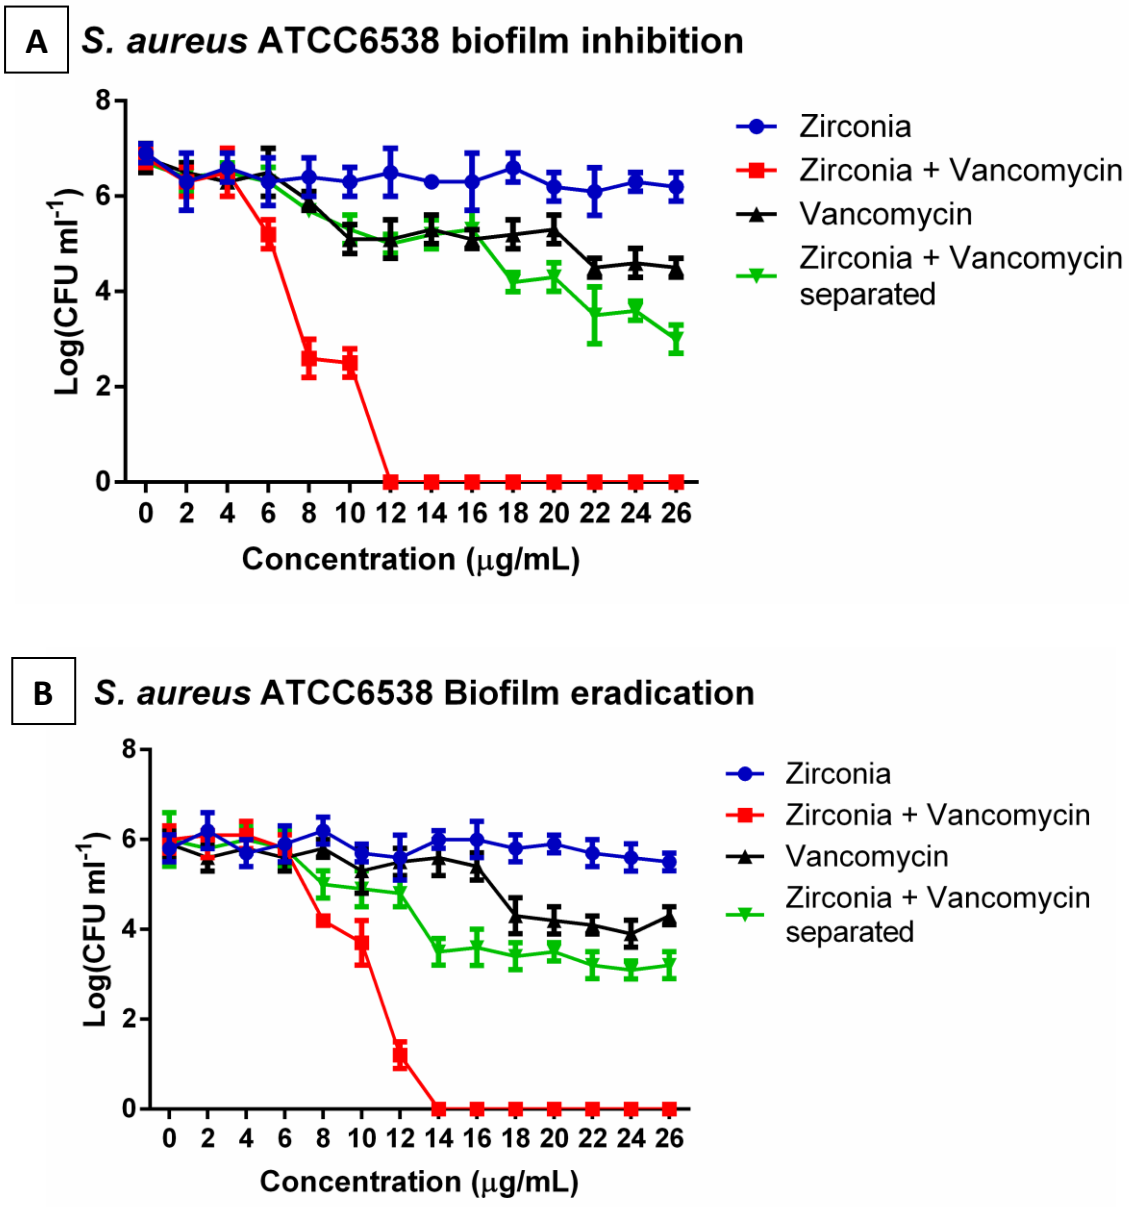 A
S. aureus ATCC6538 biofilm inhibition
8
6
4
2
0
Log(CFU ml-1)
0 2 4 6 8 10 12 14 16 18 20 22 24 26
Concentration (μg/mL)
Zirconia
Zirconia + Vancomycin
Vancomycin
Zirconia + Vancomycin
separated
B
S. aureus ATCC6538 Biofilm eradication
8
6
4
2
0
Log(CFU ml-1)
0 2 4 6 8 10 12 14 16 18 20 22 24 26
Concentration (μg/mL)
Zirconia
Zirconia + Vancomycin
Vancomycin
Zirconia + Vancomycin
separated